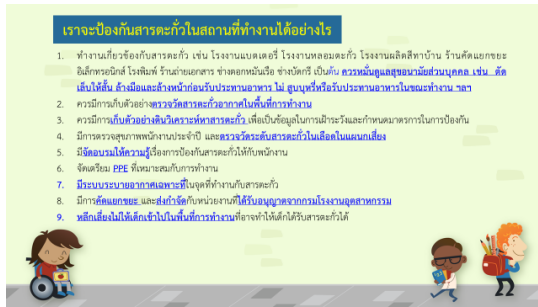 เราจะป้องกันสารตะกั่วในสถานที่ทำงานได้อย่างไร
1. ทำงานเกี่ยวข้องกับสารตะกั่ว เช่น โรงงานแบตเตอรี่ โรงงานหลอมตะกั่ว โรงงานผลิตสีทาบ้าน ร้านคัดแยกขยะ
อิเล็กทรอนิกส์ โรงพิมพ์ ร้านถ่ายเอกสาร ช่างดอกหมันเรือ ช่างบัดกรี เป็นต้น ควรหมั่นดูแลสุขอนามัยส่วนบุคคล เช่น ตัด
เล็บให้สั้น ล้างมือและล้างหน้าก่อนรับประทานอาหาร ไม่ สูบบุหรี่หรือรับประทานอาหารในขณะทำงาน ฯลฯ
2. ควรมีการเก็บตัวอย่างตรวจวัดสารตะกั่วอากาศในพื้นที่การทำงาน
3. ควรมีการเก็บตัวอย่างดินวิเคราะห์หาสารตะกั่ว เพื่อเป็นข้อมูลในการเฝ้าระวังและกำหนดมาตรการในการป้องกัน
4. มีการตรวจสุขภาพพนักงานประจำปี และตรวจวัดระดับสารตะกั่วในเลือดในแผนกเสี่ยง
5. มีจัดอบรมให้ความรู้เรื่องการป้องกันสารตะกั่วให้กับพนักงาน
6. จัดเตรียม PPE ที่เหมาะสมกับการทำงาน
7. มีระบบระบายอากาศเฉพาะที่ในจุดที่ทำงานกับสารตะกั่ว
8. มีการคัดแยกขยะ และส่งกำจัดกับหน่วยงานที่ได้รับอนุญาตจากกรมโรงงานอุตสาหกรรม
9. หลีกเลี่ยงไม่ให้เด็กเข้าไปในพื้นที่การทำงานที่อาจทำให้เด็กได้รับสารตะกั่วได้